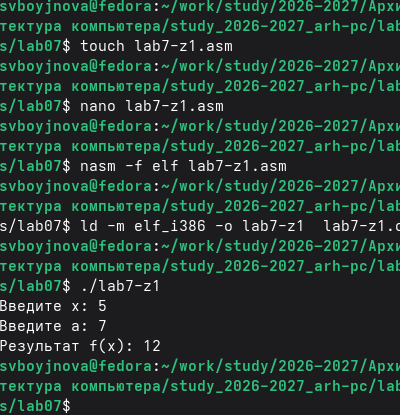 svboyjnova@fedora:~/work/study/2026-2027/Архи
тектура компьютера/study_2026-2027_arh-pc/lab
s/lab07$ touch lab7-z1.asm
svboyjnova@fedora:~/work/study/2026-2027/Архи
тектура компьютера/study_2026-2027_arh-pc/lab
s/lab07$ nano lab7-z1.asm
svboyjnova@fedora:~/work/study/2026-2027/Архи
тектура компьютера/study_2026-2027_arh-pc/lab
s/lab07$ nasm -f elf lab7-z1.asm
svboyjnova@fedora:~/work/study/2026-2027/Архи
тектура компьютера/study_2026-2027_arh-pc/lab
s/lab07$ ld -m elf_i386 -o lab7-z1  lab7-z1.o
svboyjnova@fedora:~/work/study/2026-2027/Архи
тектура компьютера/study_2026-2027_arh-pc/lab
s/lab07$ ./lab7-z1
Введите x: 5
Введите a: 7
Результат f(x): 12
svboyjnova@fedora:~/work/study/2026-2027/Архи
тектура компьютера/study_2026-2027_arh-pc/lab
s/lab07$